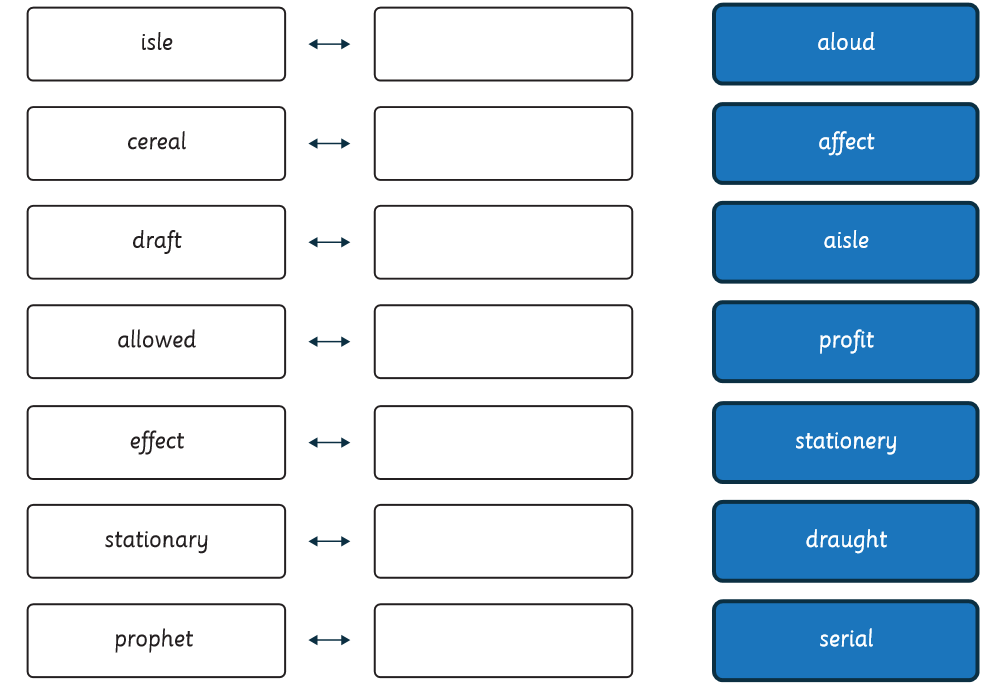 isle
aloud
cereal
affect
draft
aisle
allowed
profit
effect
stationery
stationary
draught
prophet
serial